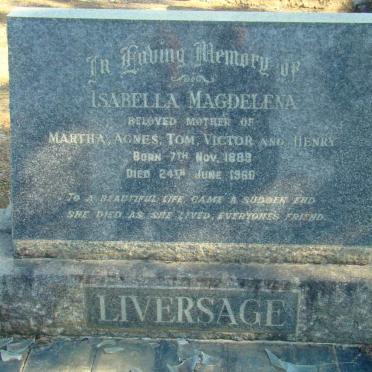 In Loving Memory of
ISABELLA MAGDELENA
BELOVED MOTHER OF
MARTHA, AGNES, TOM, VICTOR AND HENRY
BORN 7TH NOV. 1889
DIED 24TH JUNE 1960
TO A BEAUTIFUL LIFE CAME A SUDDEN END
SHE DIED AS SHE LIVED, EVERYONES FRIEND.
LIVERSAGE